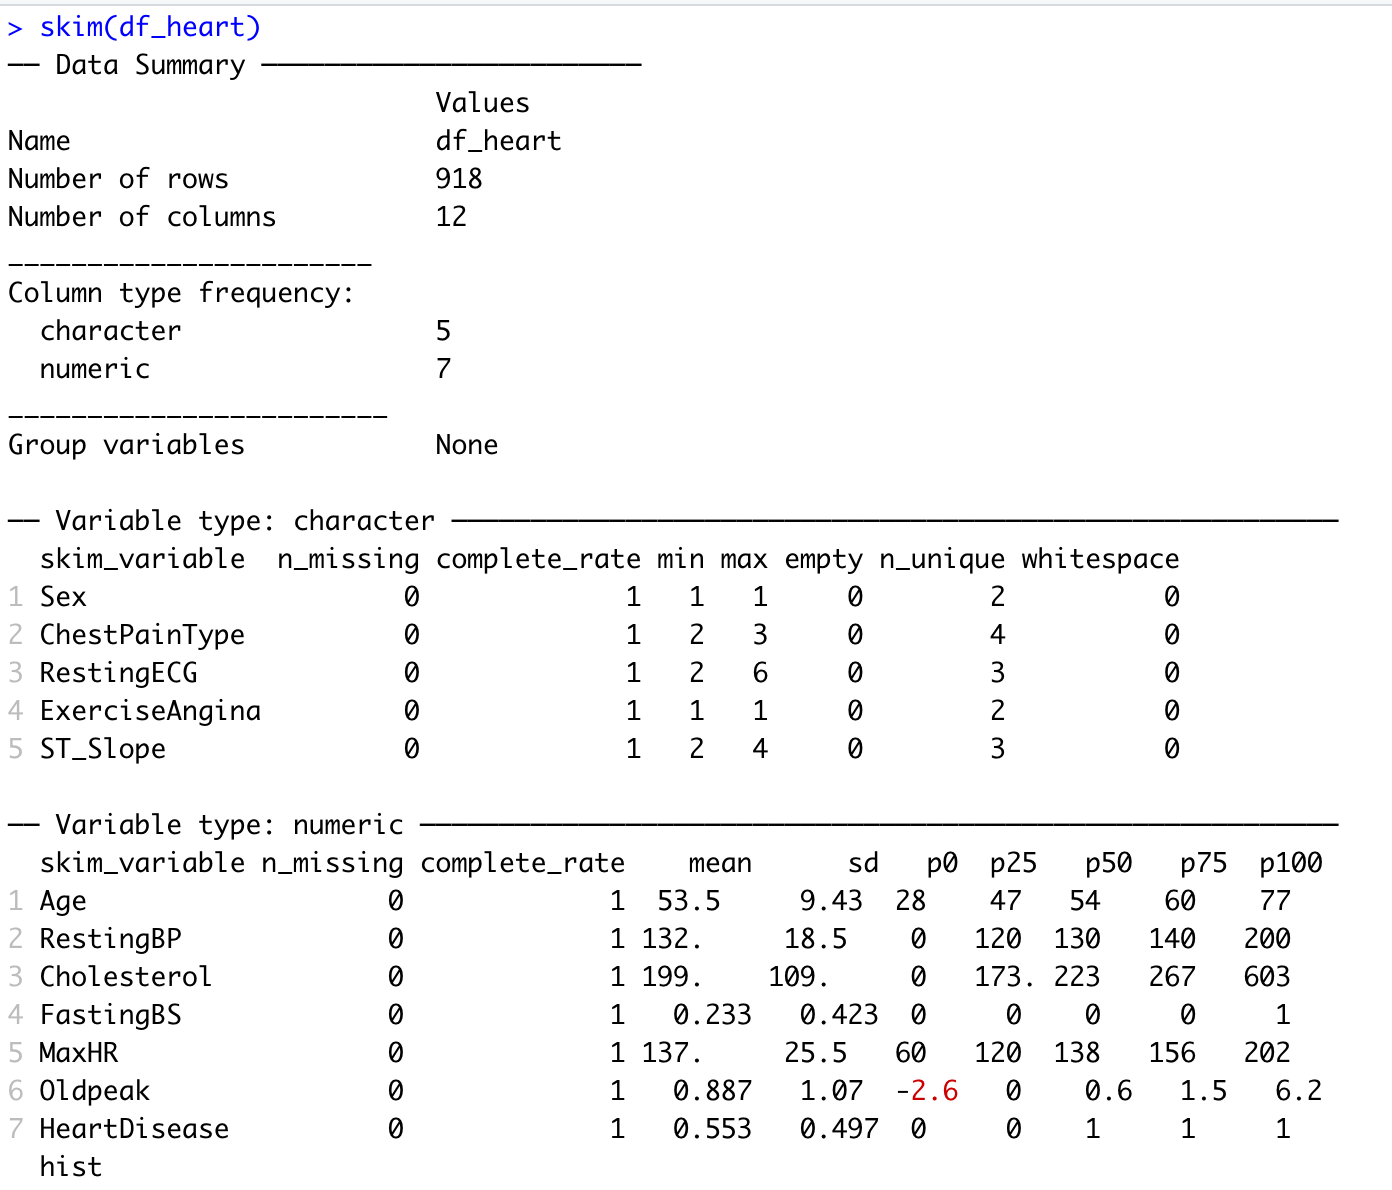 > skim(df_heart)
── Data Summary ────────────────────────
                           Values
Name                       df_heart
Number of rows             918
Number of columns          12
_______________________
Column type frequency:
  character                5
  numeric                  7
________________________
Group variables            None

── Variable type: character ────────────────────────────────────────────────────────
  skim_variable  n_missing complete_rate min max empty n_unique whitespace
1 Sex                    0             1   1   1     0        2          0
2 ChestPainType          0             1   2   3     0        4          0
3 RestingECG             0             1   2   6     0        3          0
4 ExerciseAngina         0             1   1   1     0        2          0
5 ST_Slope               0             1   2   4     0        3          0

── Variable type: numeric ──────────────────────────────────────────────────────────
  skim_variable n_missing complete_rate    mean      sd   p0  p25   p50   p75  p100
1 Age                   0             1  53.5     9.43  28    47   54    60    77
2 RestingBP             0             1 132.     18.5    0   120  130   140   200
3 Cholesterol           0             1 199.    109.     0   173. 223   267   603
4 FastingBS             0             1   0.233   0.423  0     0    0     0     1
5 MaxHR                 0             1 137.     25.5   60   120  138   156   202
6 Oldpeak               0             1   0.887   1.07  -2.6   0    0.6   1.5   6.2
7 HeartDisease          0             1   0.553   0.497  0     0    1     1     1
  hist